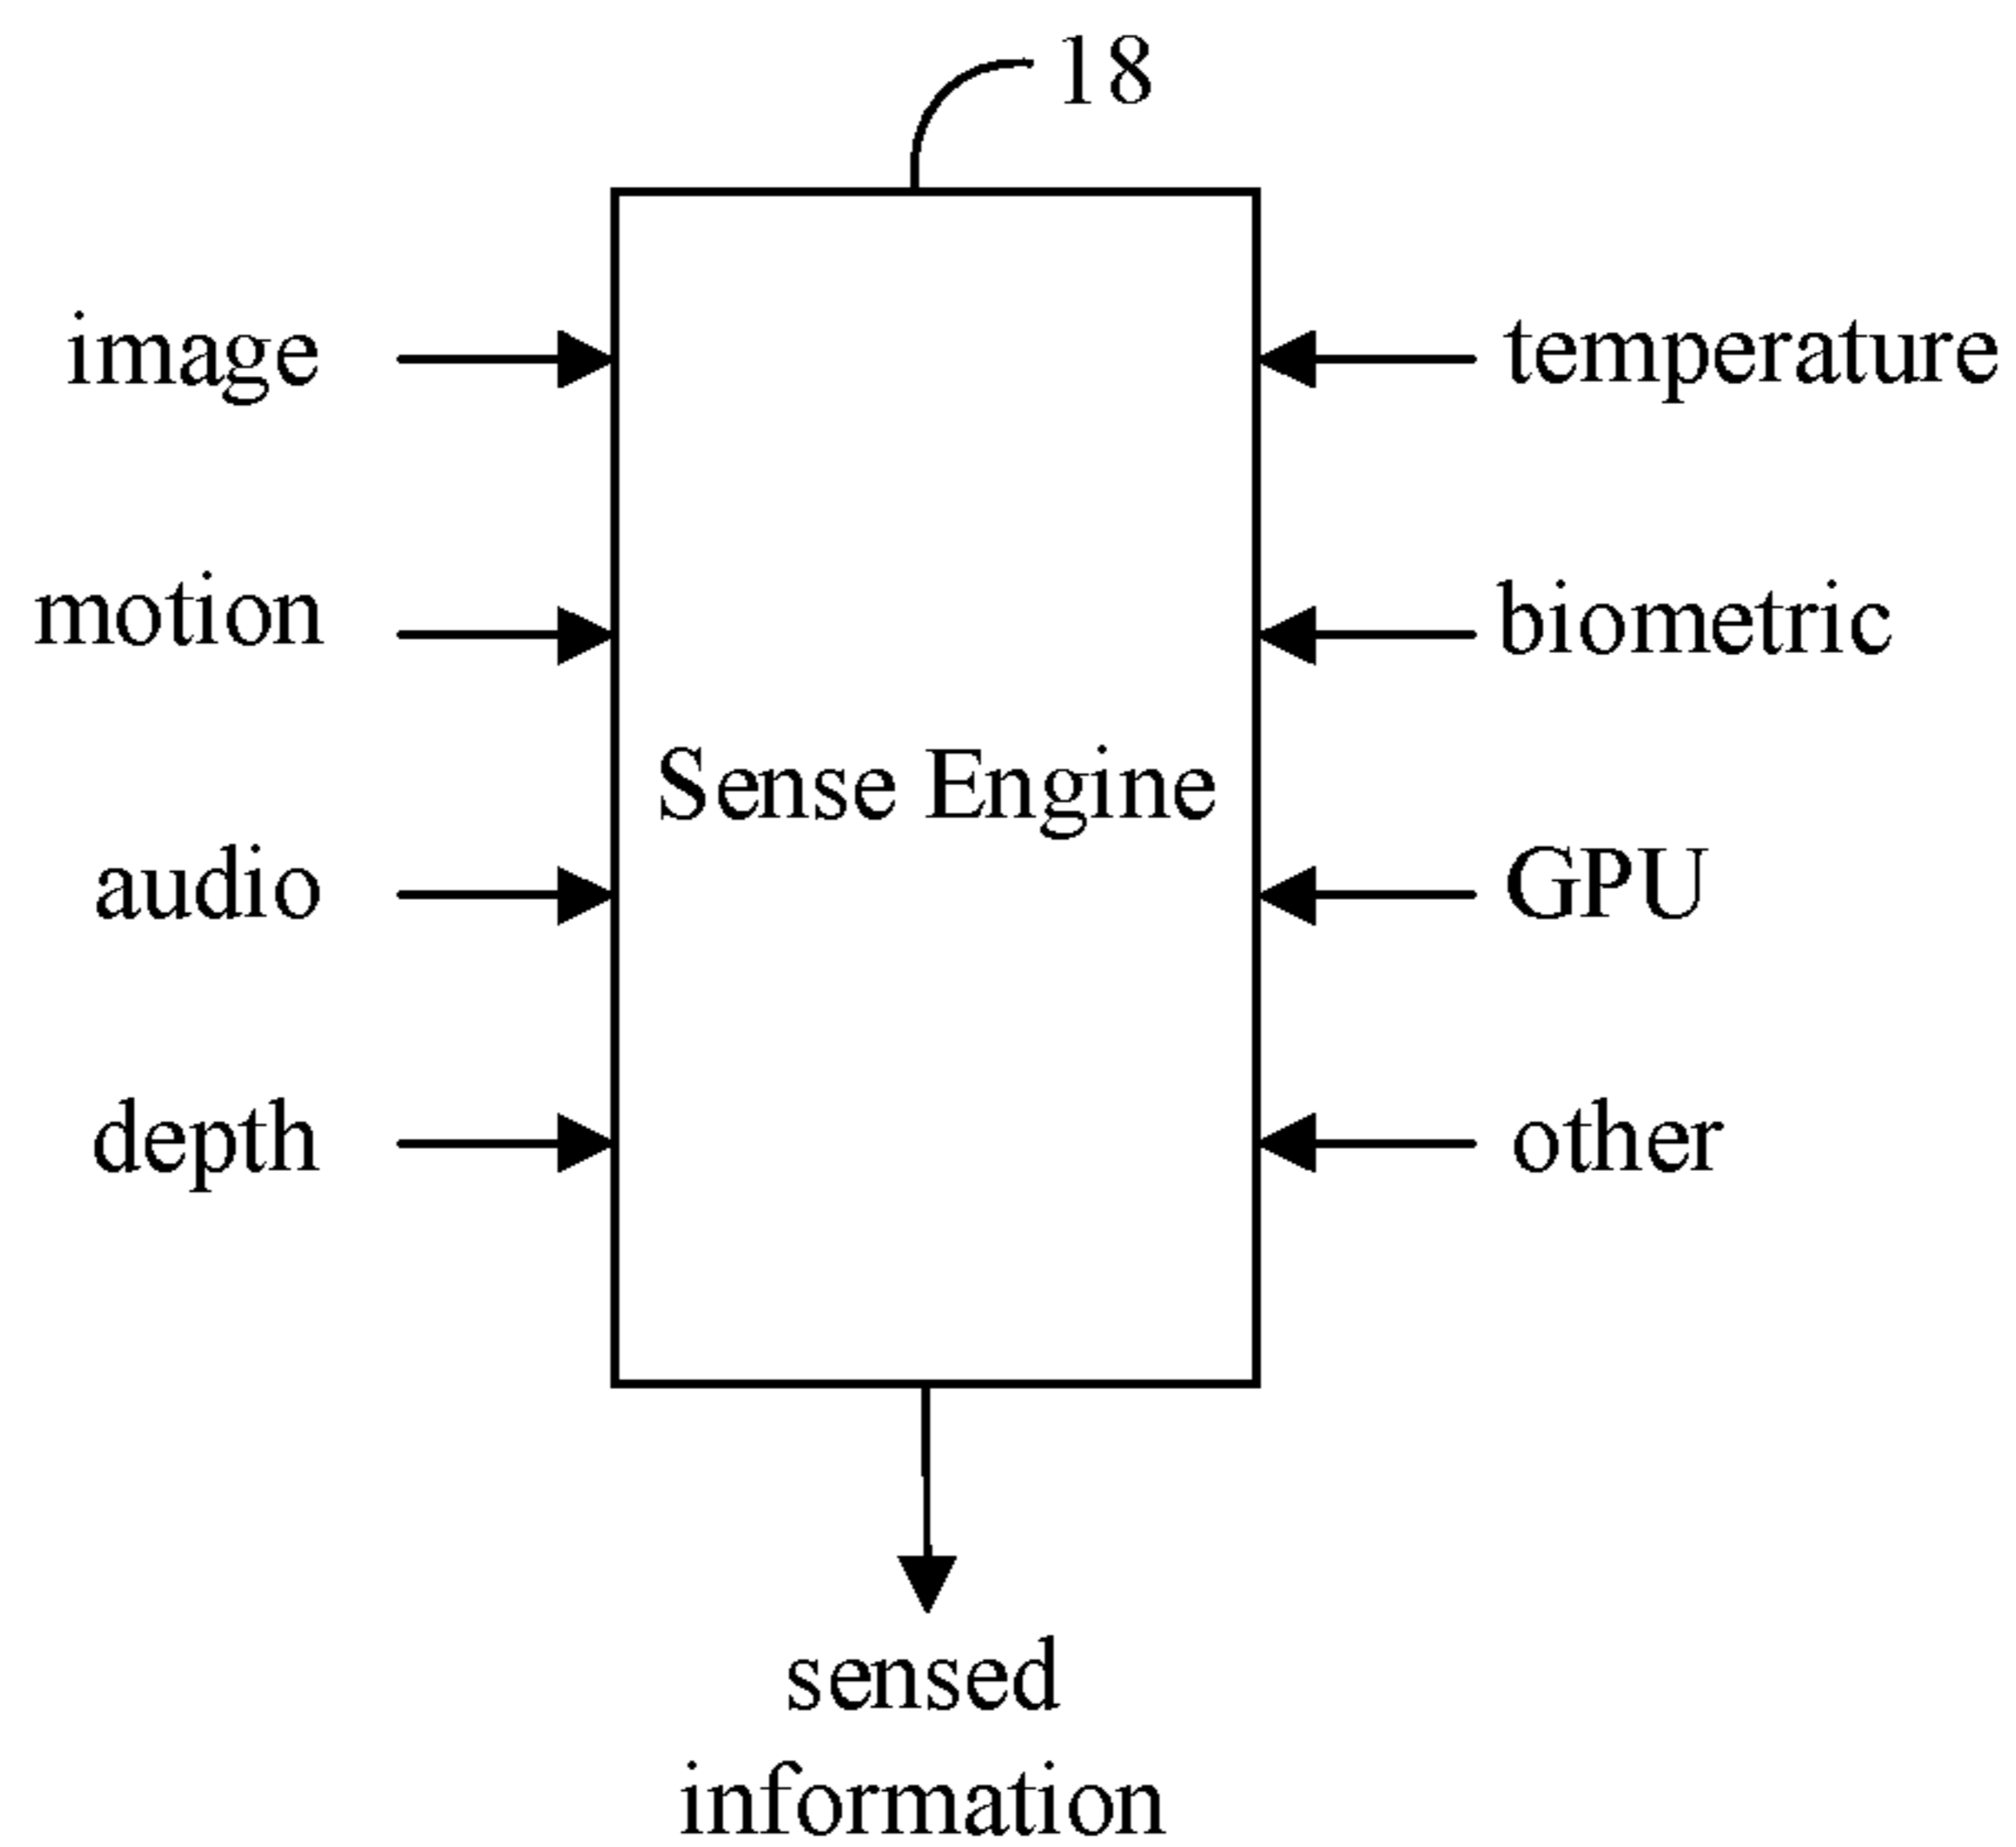 18
image
temperature
motion
biometric
Sense Engine
audio
GPU
depth
other
sensed
information